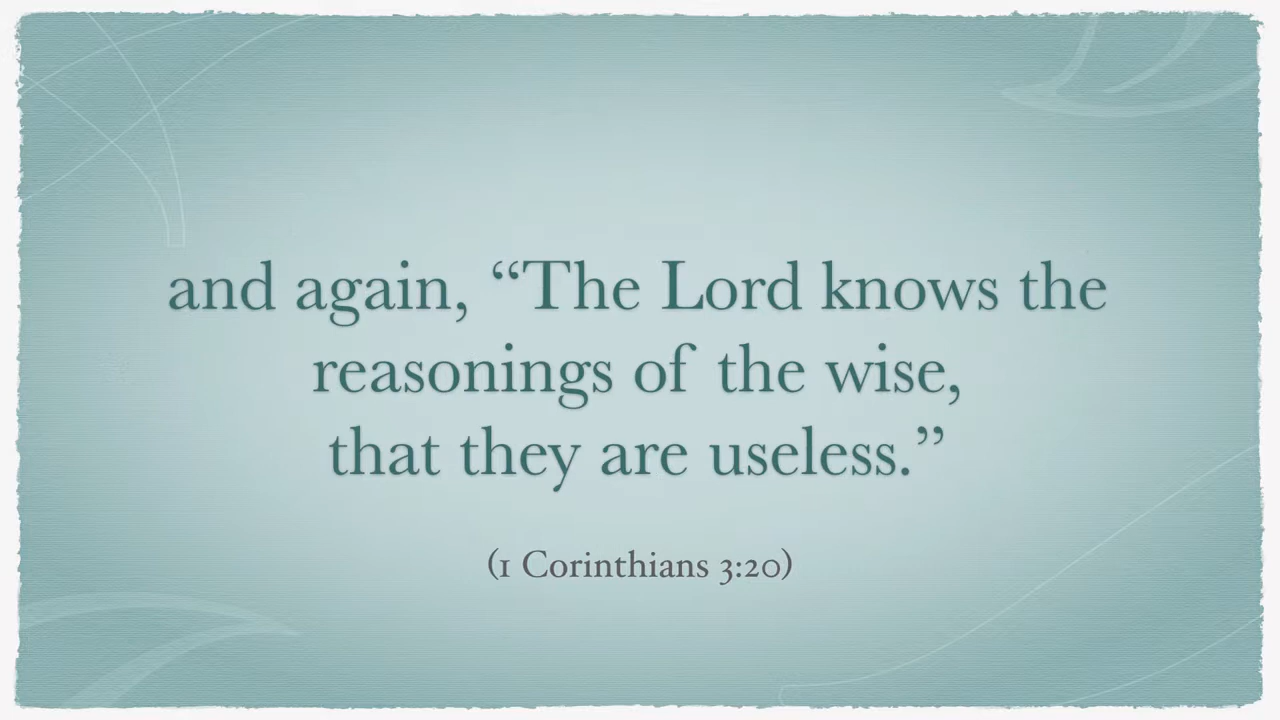 and again, “The Lord knows the
reasonings of the wise,
that they are useless.”
(1 Corinthians 3:20)